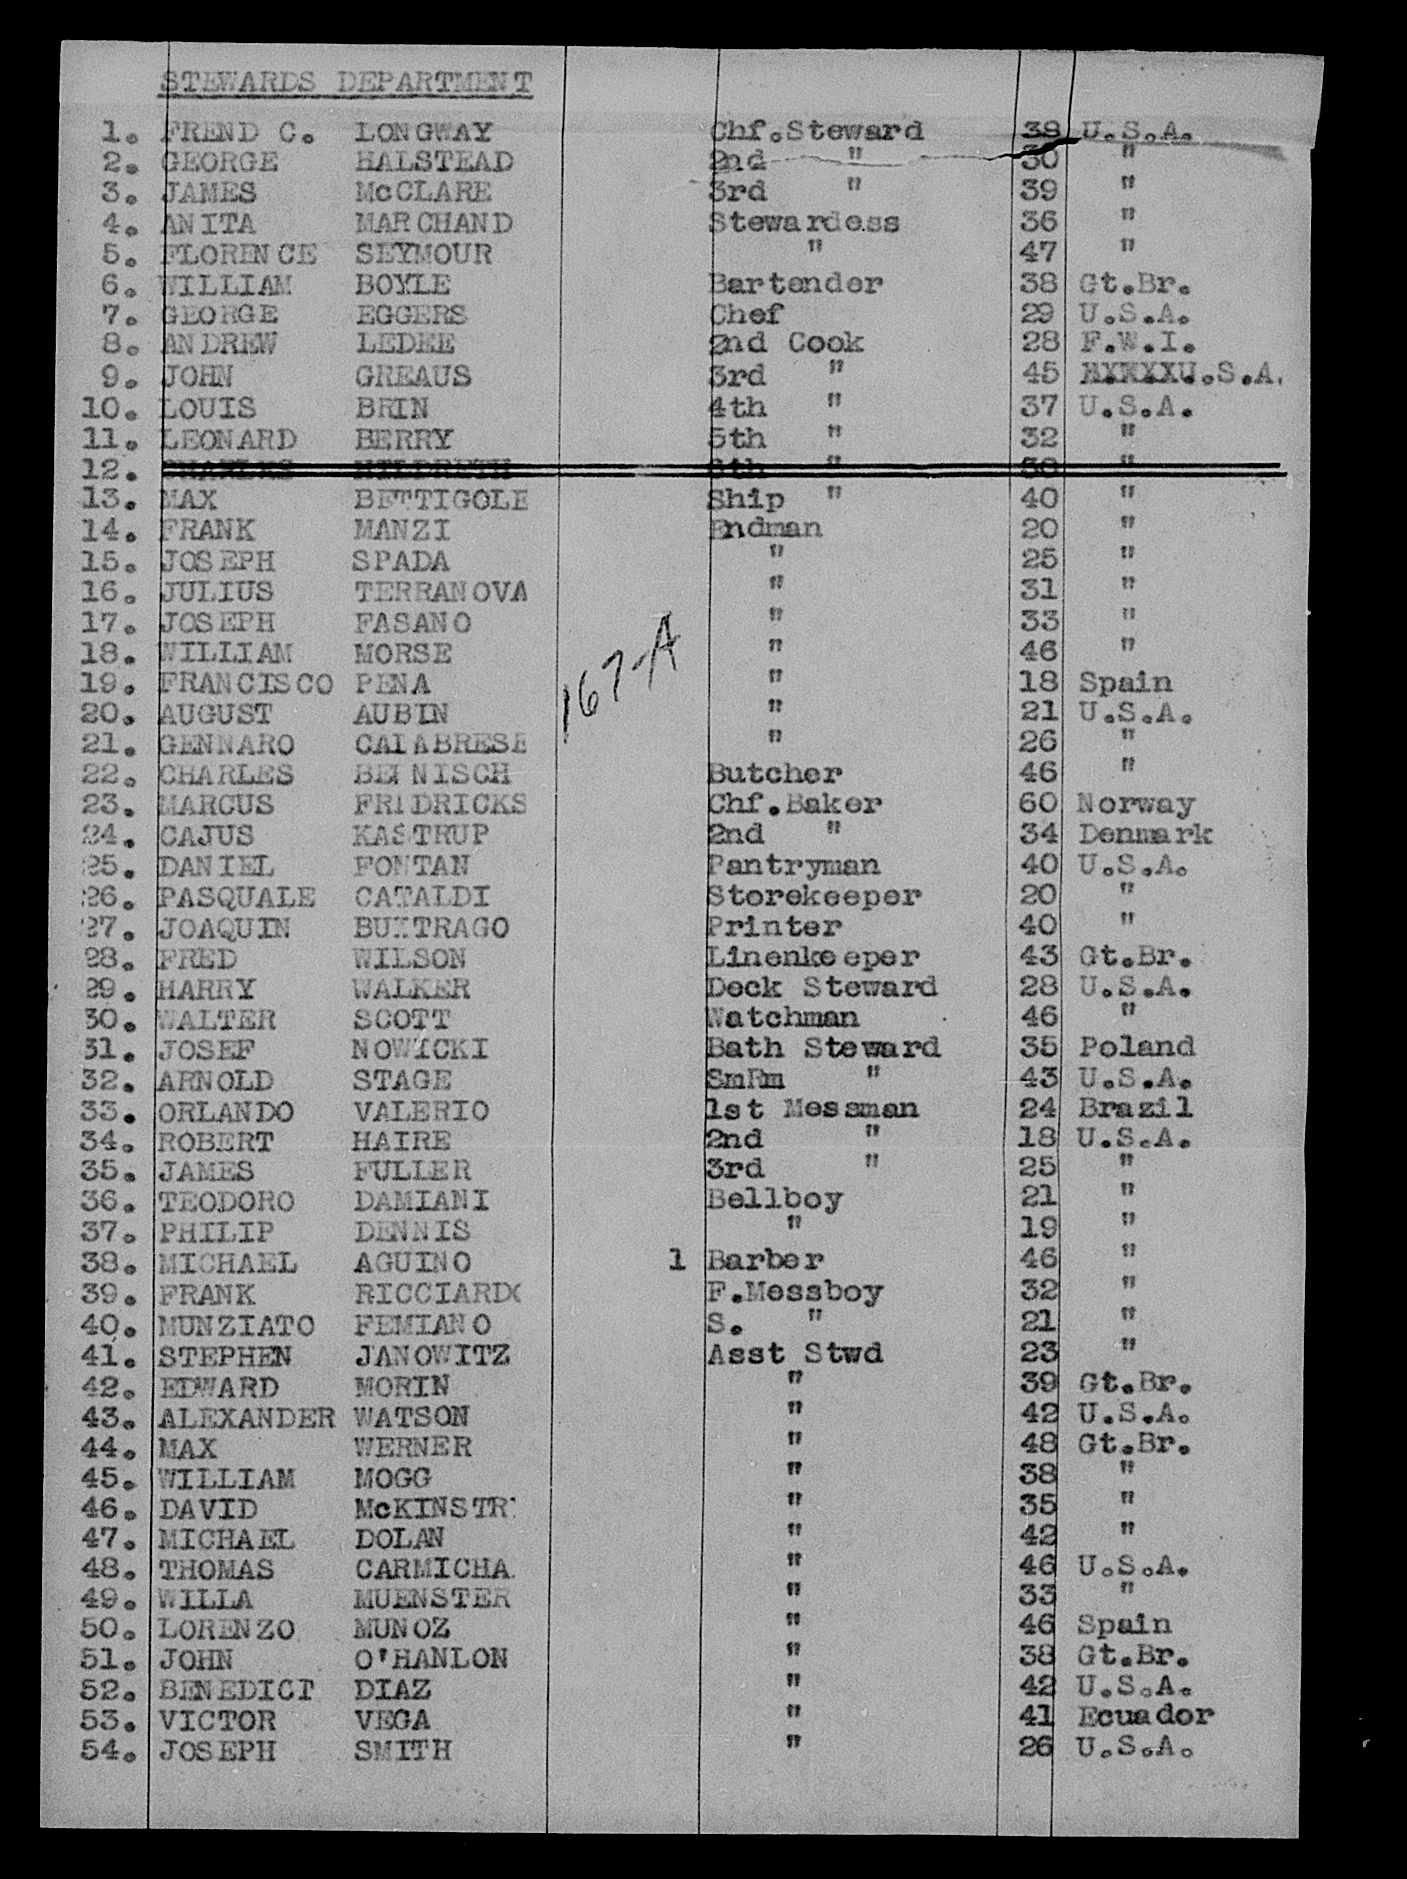 STEWARDS DEPARTMENT
1. FREND C. LONGWAY Chf.Steward 39 U.S.A.
2. GEORGE HALSTEAD 2nd " 30 "
3. JAMES McCLARE 3rd " 39 "
4. ANITA MARCHAND Stewardess 36 "
5. FLORENCE SEYMOUR " 47 "
6. WILLIAM BOYLE Bartender 38 Gt.Br.
7. GEORGE EGGERS Chef 29 U.S.A.
8. ANDREW LEDEE 2nd Cook 28 F.W.I.
9. JOHN GREAUS 3rd " 45 U.S.A.
10. LOUIS BRIN 4th " 37 U.S.A.
11. LEONARD BERRY 5th " 32 "
12. CHARLES HILDRETH 6th " 30 "
13. MAX BETTIGOLE Ship " 40 "
14. FRANK MANZI Endman 20 "
15. JOSEPH SPADA " 25 "
16. JULIUS TERRANOVA " 31 "
17. JOSEPH FASANO " 33 "
18. WILLIAM MORSE " 46 "
19. FRANCISCO PENA " 18 Spain
20. AUGUST AUBIN " 21 U.S.A.
21. GENNARO CALABRESE " 26 "
22. CHARLES BENNISCH Butcher 46 "
23. MARCUS FRIDRICKS Chf.Baker 60 Norway
24. CAJUS KASTRUP 2nd " 34 Denmark
25. DANIEL FONTAN Pantryman 40 U.S.A.
26. PASQUALE CATALDI Storekeeper 20 "
27. JOAQUIN BUITRAGO Printer 40 "
28. FRED WILSON Linenkeeper 43 Gt.Br.
29. HARRY WALKER Deck Steward 28 U.S.A.
30. WALTER SCOTT Watchman 46 "
31. JOSEF NOWICKI Bath Steward 35 Poland
32. ARNOLD STAGE SmRm " 43 U.S.A.
33. ORLANDO VALERIO 1st Messman 24 Brazil
34. ROBERT HAIRE 2nd " 18 U.S.A.
35. JAMES FULLER 3rd " 25 "
36. TEODORO DAMIANI Bellboy 21 "
37. PHILIP DENNIS " 19 "
38. MICHAEL AGUINO 1 Barber 46 "
39. FRANK RICCIARDO F.Messboy 32 "
40. MUNZIATO FEMIANO S. " 21 "
41. STEPHEN JANOWITZ Asst Stwd 23 "
42. EDWARD MORIN " 39 Gt.Br.
43. ALEXANDER WATSON " 42 U.S.A.
44. MAX WERNER " 48 Gt.Br.
45. WILLIAM MOGG " 38 "
46. DAVID McKINSTR " 35 "
47. MICHAEL DOLAN " 42 "
48. THOMAS CARMICHA " 46 U.S.A.
49. WILLA MUENSTER " 33 "
50. LORENZO MUNOZ " 46 Spain
51. JOHN O'HANLON " 38 Gt.Br.
52. BENEDICT DIAZ " 42 U.S.A.
53. VICTOR VEGA " 41 Ecuador
54. JOSEPH SMITH " 26 U.S.A.
167-A